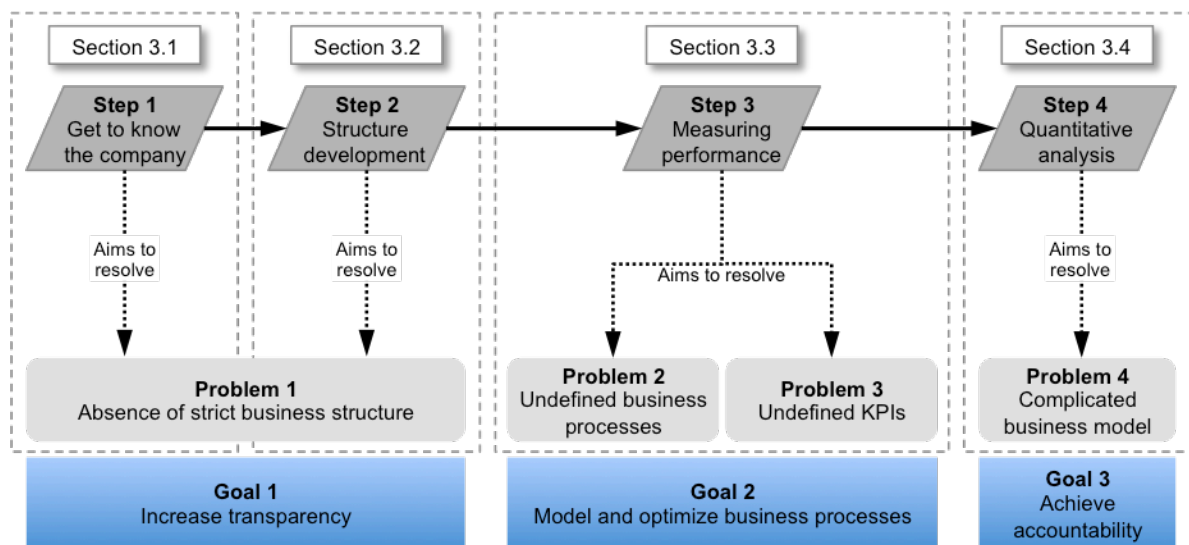 Section 3.1
Section 3.2
Section 3.3
Section 3.4
Step 1
Get to know
the company
Step 2
Structure
development
Step 3
Measuring
performance
Step 4
Quantitative
analysis
Aims to
resolve
Aims to
resolve
Aims to resolve
Aims to
resolve
Problem 1
Absence of strict business structure
Problem 2
Undefined business
processes
Problem 3
Undefined KPIs
Problem 4
Complicated
business model
Goal 1
Increase transparency
Goal 2
Model and optimize business processes
Goal 3
Achieve
accountability